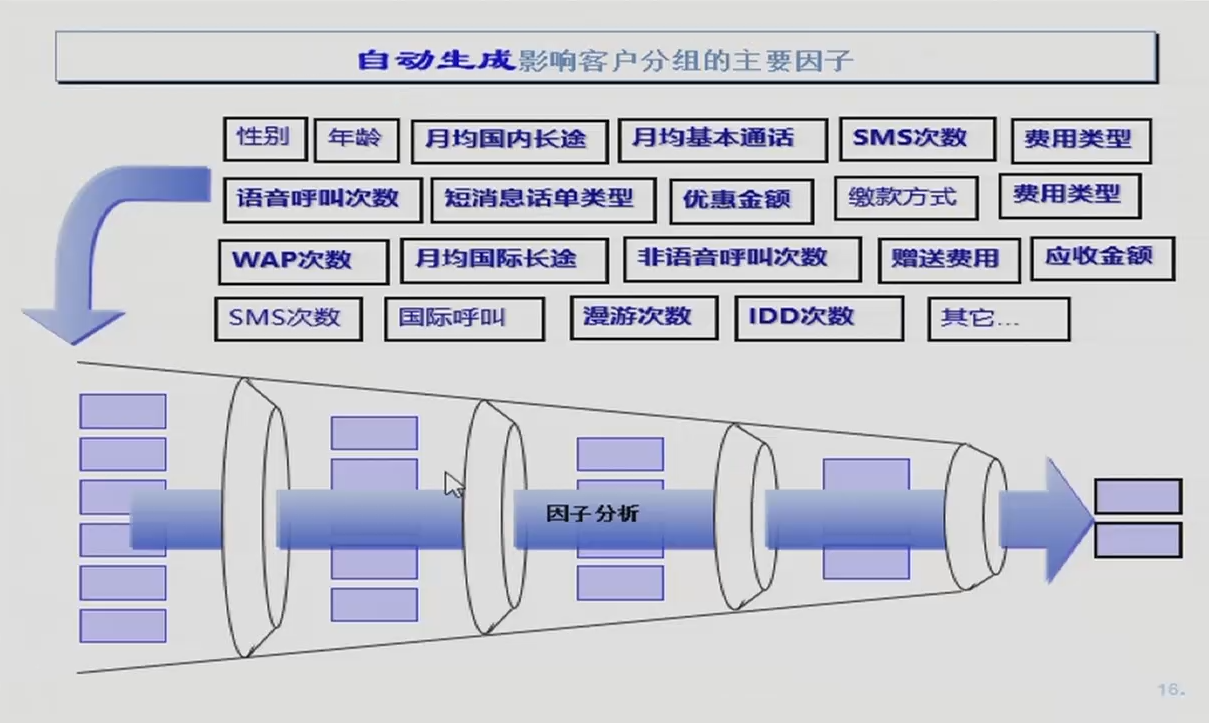 自动生成影响客户分组的主要因子
性别 年龄 月均国内长途 月均基本通话 SMS次数 费用类型
语音呼叫次数 短消息话单类型 优惠金额 缴款方式 费用类型
WAP次数 月均国际长途 非语音呼叫次数 赠送费用 应收金额
SMS次数 国际呼叫 漫游次数 IDD次数 其它...
因子分析
16.